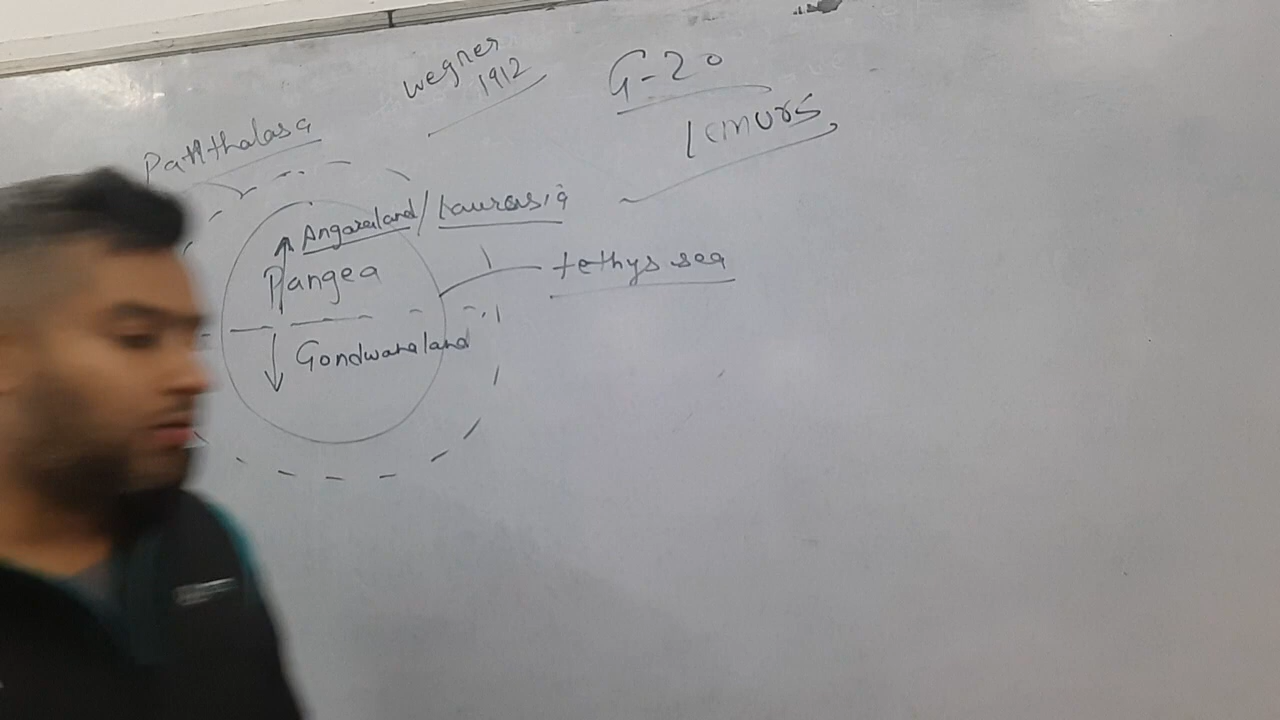 wegner
1912
G-20
lemurs
Panthalasa
Angaraland/Laurasia
Pangea
tethys sea
Gondwanaland